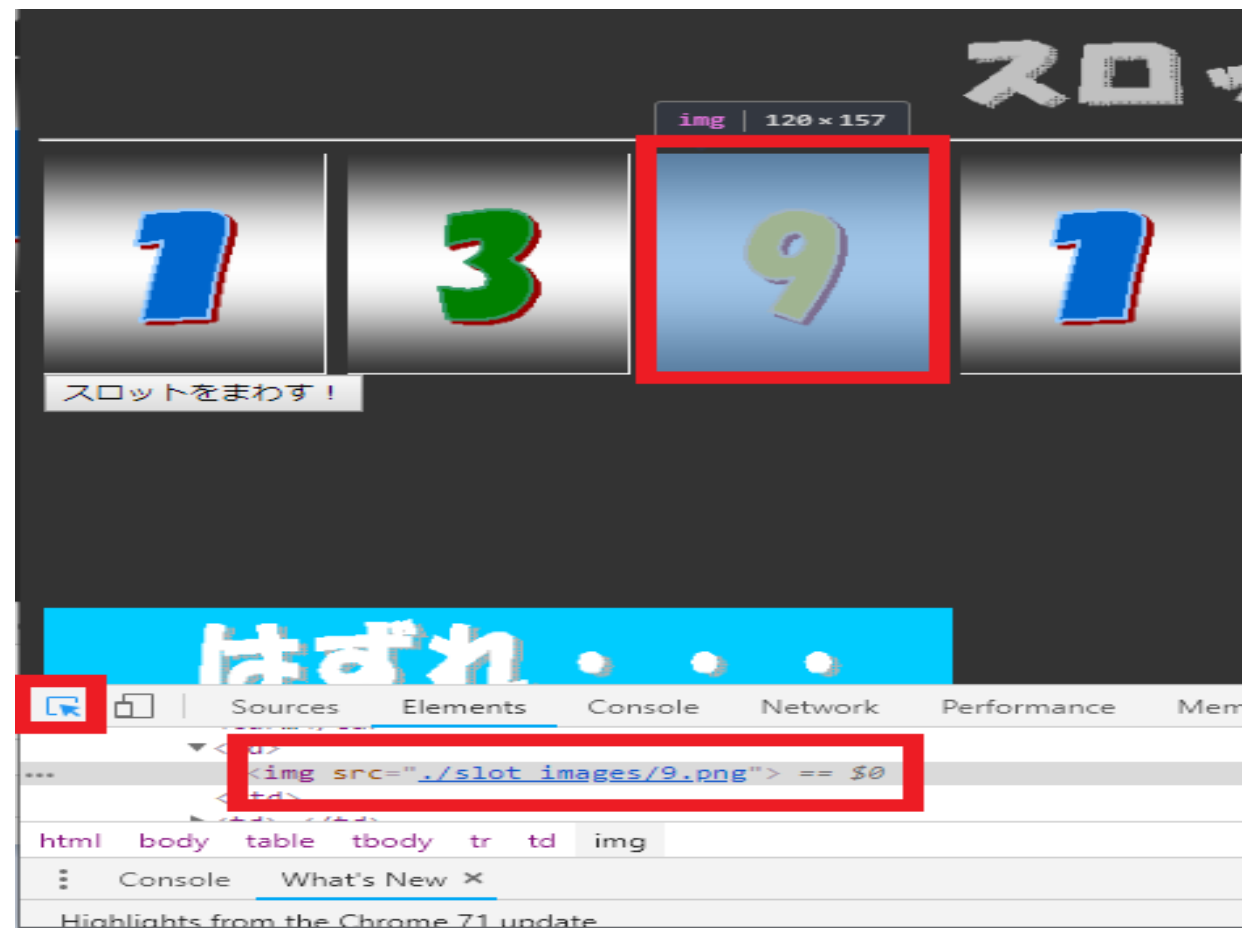 スロッ
img | 120 × 157
1 3 9 1
スロットをまわす！
はずれ・・・
Sources Elements Console Network Performance Mem
<img src="./slot_images/9.png"> == $0
html body table tbody tr td img
Console What's New ×
Highlights from the Chrome 71 update